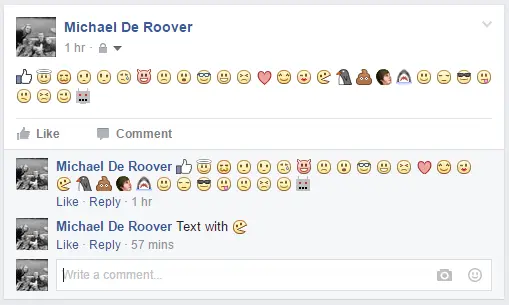 Michael De Roover
1 hr ·
Like Comment
Michael De Roover
Like · Reply · 1 hr
Michael De Roover Text with
Like · Reply · 57 mins
Write a comment...